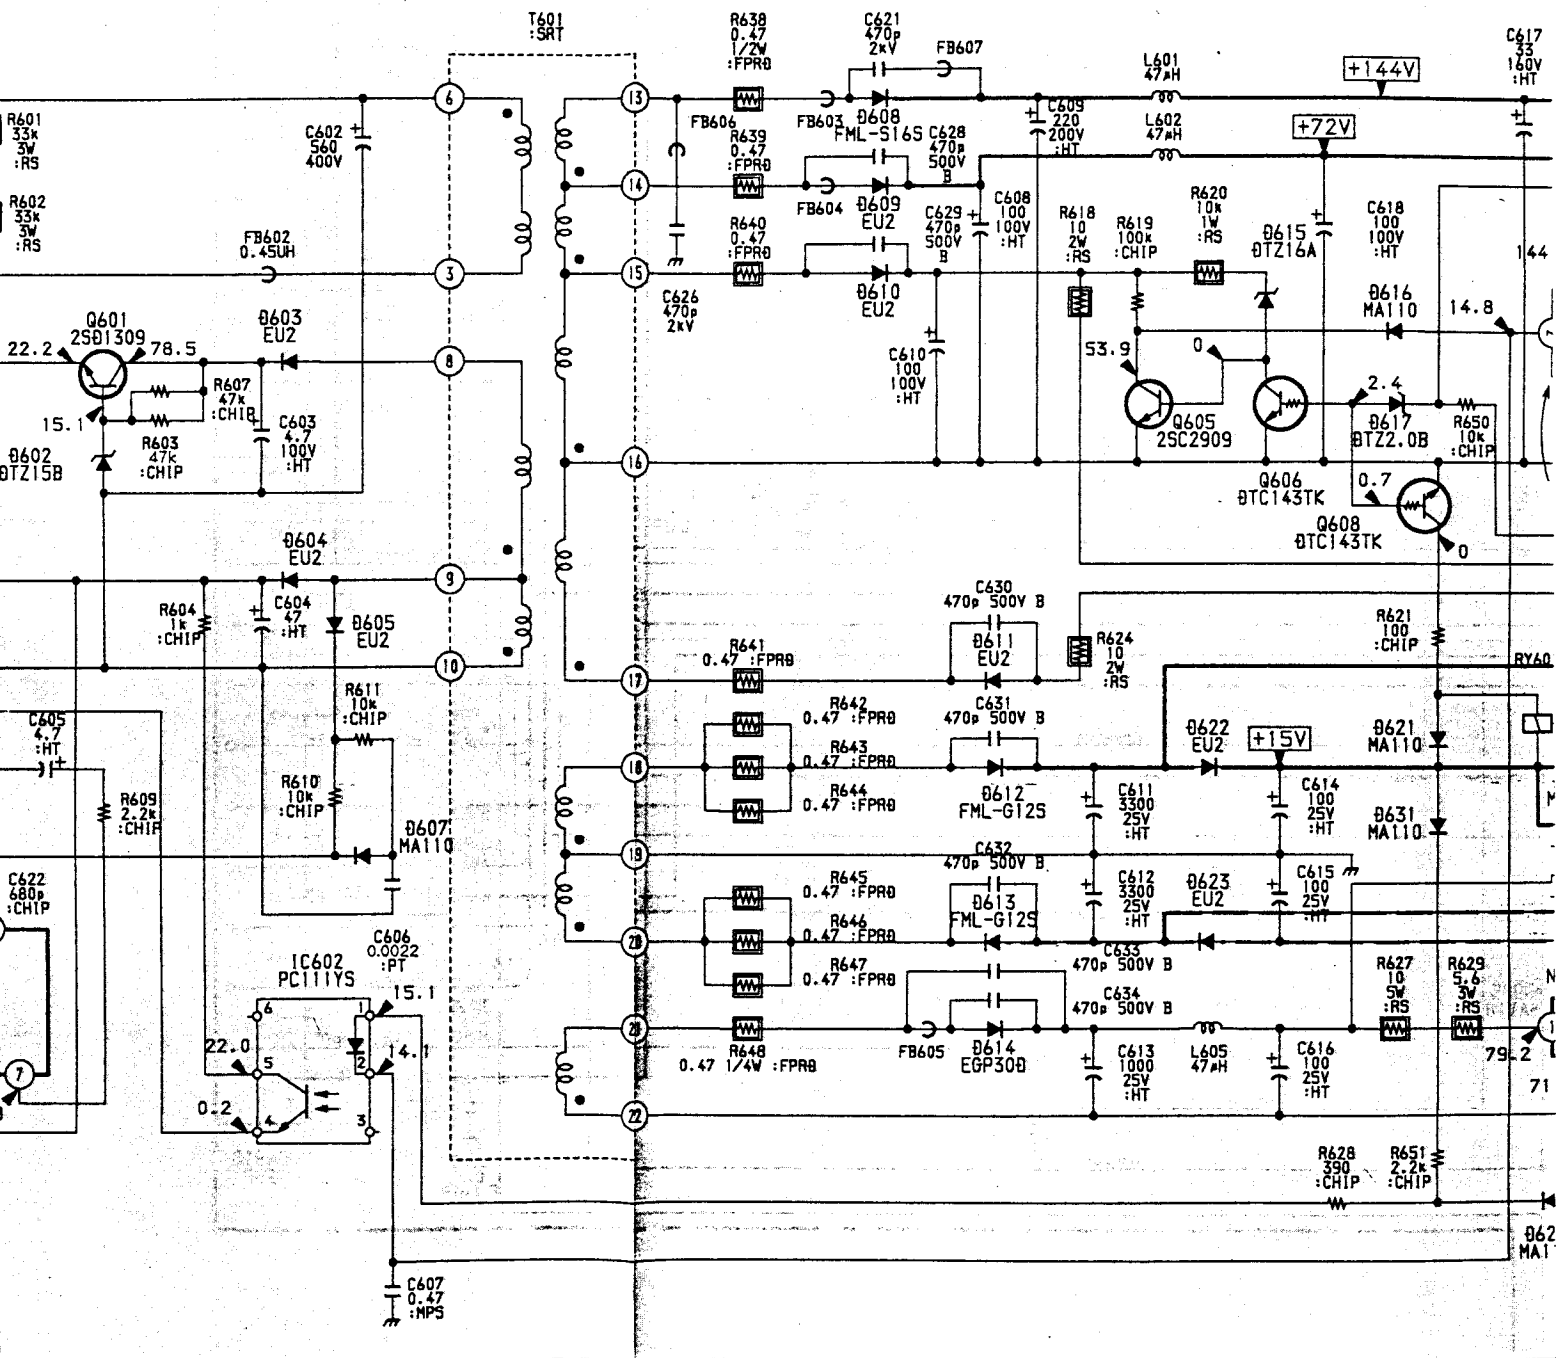 T601
:SRT
R638
0.47
1/2W
:FPRD
C621
470p
2kV
FB607
L601
47μH
+144V
C617
33
160V
:HT
6
13
R601
33k
3W
:RS
C602
560
400V
+
FB606
FB603
D608
FML-S16S
R639
0.47
:FPRD
C628
470p
500V
B
C609
220
200V
:HT
+
L602
47μH
+72V
+
14
R602
33k
3W
:RS
FB602
0.45UH
FB604
D609
EU2
R640
0.47
:FPRD
C629
470p
500V
B
C608
100
100V
:HT
+
R618
10
2W
:RS
R619
100k
:CHIP
R620
10k
1W
:RS
D615
DTZ16A
+
C618
100
100V
:HT
144
3
15
C626
470p
2kV
D610
EU2
D616
MA110
14.8
Q601
2SD1309
22.2
78.5
D603
EU2
8
C610
100
100V
:HT
+
53.9
0
2.4
R607
47k
:CHIP
15.1
R603
47k
:CHIP
C603
4.7
100V
:HT
+
D602
DTZ15B
Q605
2SC2909
D617
DTZ2.0B
R650
10k
:CHIP
16
Q606
DTC143TK
0.7
Q608
DTC143TK
0
D604
EU2
9
C630
470p 500V B
R604
1k
:CHIP
C604
47
:HT
+
D605
EU2
D611
EU2
R621
100
:CHIP
R641
0.47 :FPRD
R624
10
2W
:RS
10
17
RY60
R611
10k
:CHIP
R642
0.47 :FPRD
C631
470p 500V B
C605
4.7
:HT
+
R643
0.47 :FPRD
D622
EU2
+15V
D621
MA110
18
R610
10k
:CHIP
R609
2.2k
:CHIP
R644
0.47 :FPRD
D612
FML-G12S
C611
3300
25V
:HT
+
C614
100
25V
:HT
+
D631
MA110
M
D607
MA110
19
C632
470p 500V B
C622
680p
:CHIP
R645
0.47 :FPRD
D613
FML-G12S
C612
3300
25V
:HT
+
D623
EU2
C615
100
25V
:HT
+
R646
0.47 :FPRD
20
C606
0.0022
:PT
IC602
PC111YS
R647
0.47 :FPRD
C633
470p 500V B
R627
10
5W
:RS
R629
5.6
3W
:RS
N
15.1
6
1
C634
470p 500V B
21
22.0
5
2
14.1
R648
0.47 1/4W :FPRD
FB605
D614
EGP30D
C613
1000
25V
:HT
+
L605
47μH
C616
100
25V
:HT
+
79.2
71
7
0.2
4
3
22
R628
390
:CHIP
R651
2.2k
:CHIP
D62
MA1
C607
0.47
:MPS